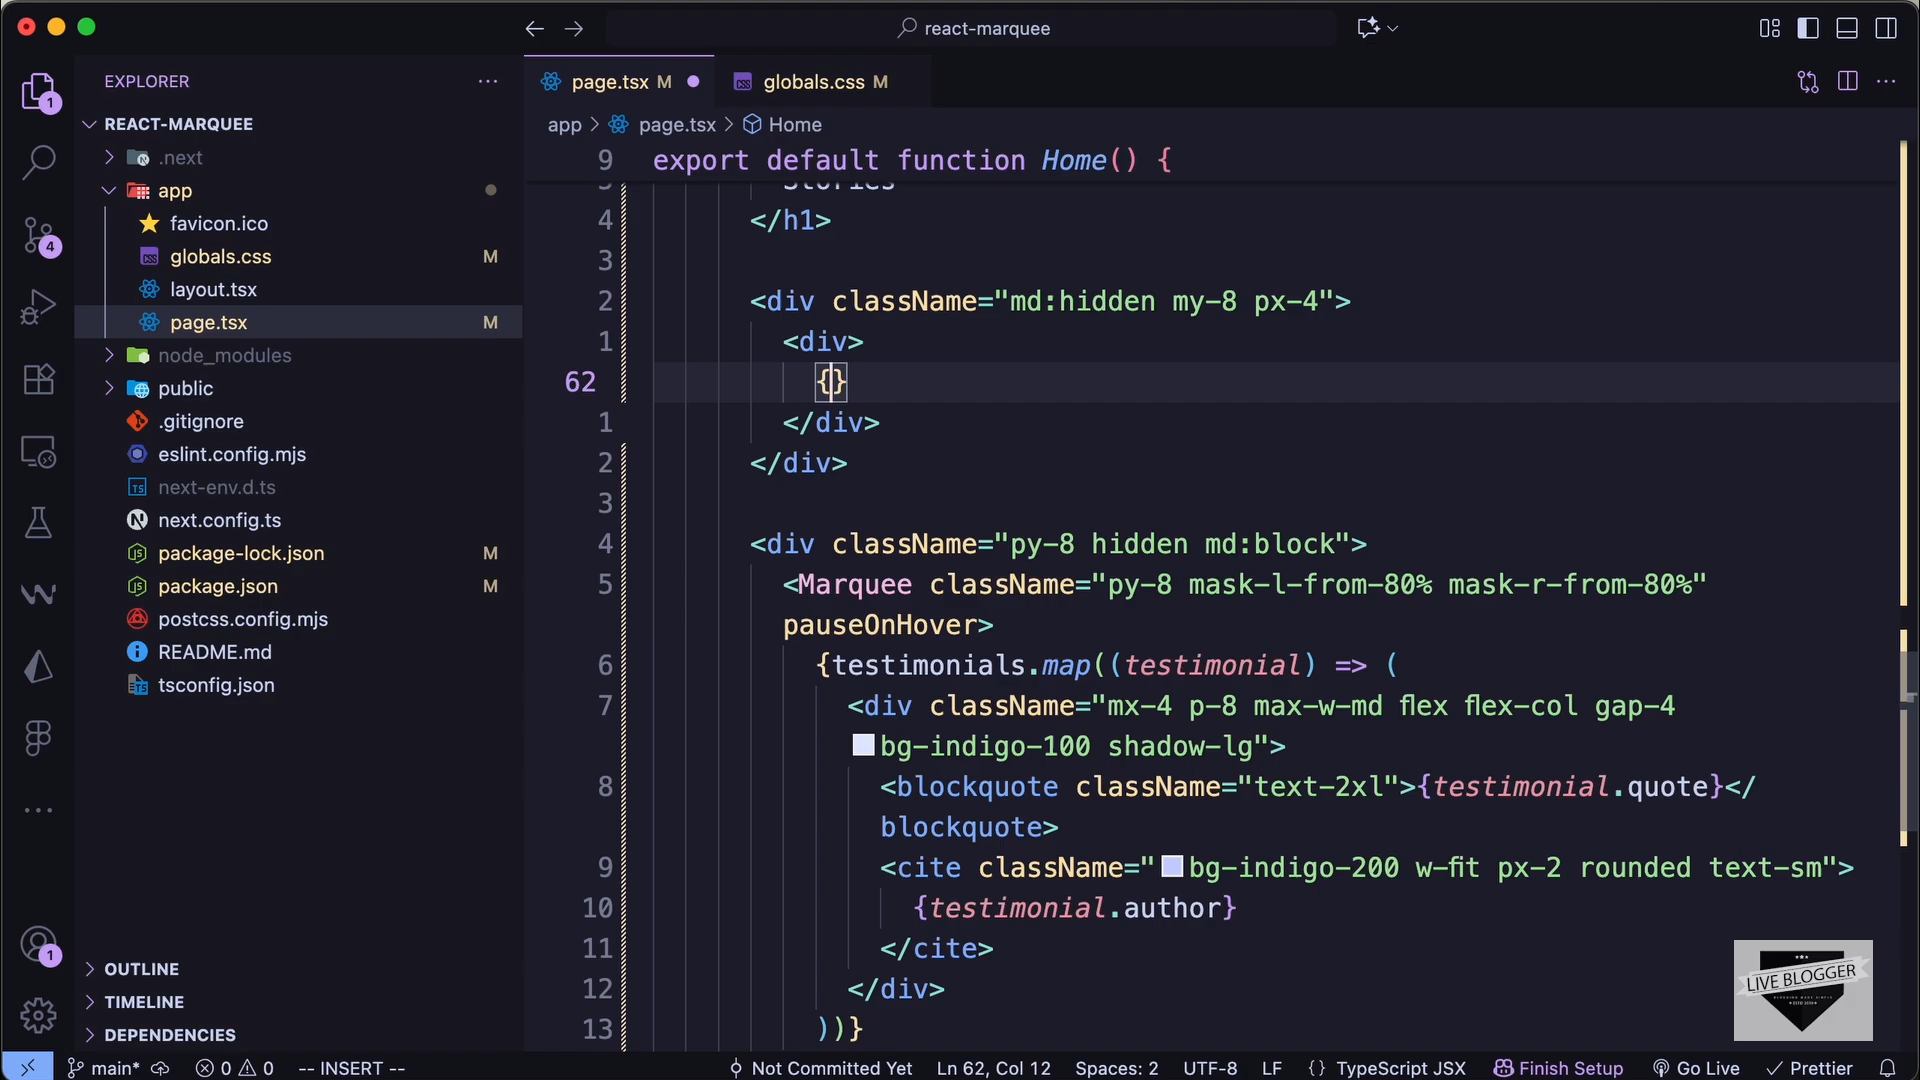 react-marquee
EXPLORER
REACT-MARQUEE
.next
app
favicon.ico
globals.css M
layout.tsx
page.tsx M
node_modules
public
.gitignore
eslint.config.mjs
next-env.d.ts
next.config.ts
package-lock.json M
package.json M
postcss.config.mjs
README.md
tsconfig.json
OUTLINE
TIMELINE
DEPENDENCIES
1
4
1
page.tsx M
globals.css M
app > page.tsx > Home
9 export default function Home() {
5 Stories
4 </h1>
3
2 <div className="md:hidden my-8 px-4">
1 <div>
62 {}
1 </div>
2 </div>
3
4 <div className="py-8 hidden md:block">
5 <Marquee className="py-8 mask-l-from-80% mask-r-from-80%"
pauseOnHover>
6 {testimonials.map((testimonial) => (
7 <div className="mx-4 p-8 max-w-md flex flex-col gap-4
bg-indigo-100 shadow-lg">
8 <blockquote className="text-2xl">{testimonial.quote}</
blockquote>
9 <cite className="bg-indigo-200 w-fit px-2 rounded text-sm">
10 {testimonial.author}
11 </cite>
12 </div>
13 ))}
LIVE BLOGGER
main* 0 0 -- INSERT -- Not Committed Yet Ln 62, Col 12 Spaces: 2 UTF-8 LF {} TypeScript JSX Finish Setup Go Live Prettier